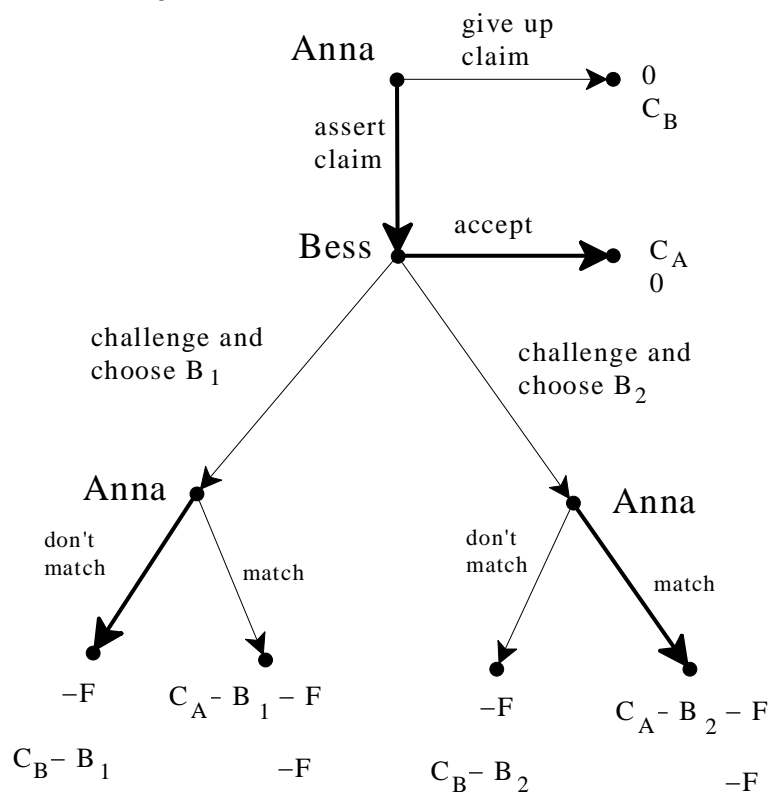 give up
claim
Anna
0
C_B
assert
claim
Bess
accept
C_A
0
challenge and
choose B_1
challenge and
choose B_2
Anna
Anna
don't
match
match
don't
match
match
–F
C_A – B_1 – F
–F
C_A – B_2 – F
C_B – B_1
–F
C_B – B_2
–F